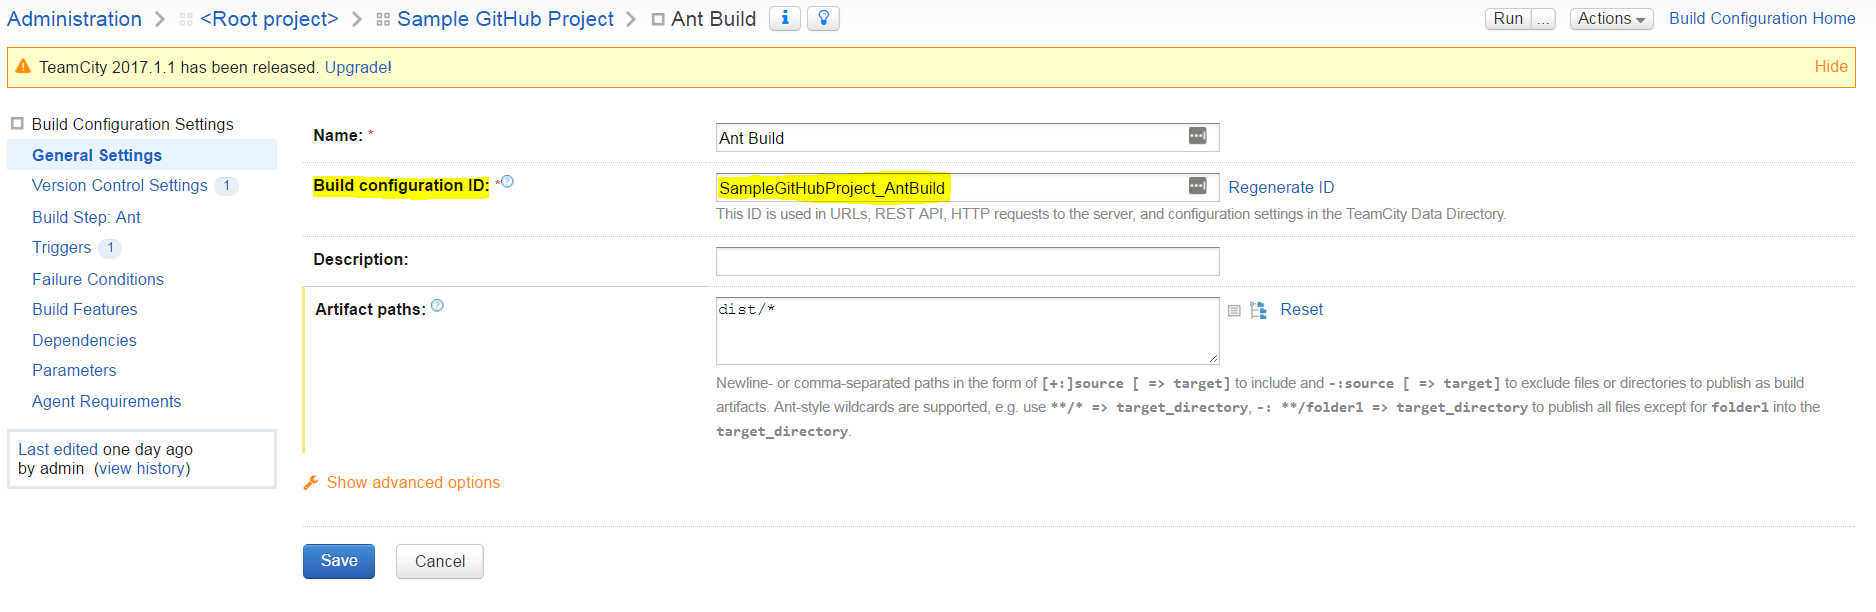 Administration > <Root project> > Sample GitHub Project > Ant Build
Run ... Actions Build Configuration Home
TeamCity 2017.1.1 has been released. Upgrade! Hide
Build Configuration Settings
General Settings
Version Control Settings 1
Build Step: Ant
Triggers 1
Failure Conditions
Build Features
Dependencies
Parameters
Agent Requirements
Last edited one day ago
by admin (view history)
Name: * Ant Build
Build configuration ID: * SampleGitHubProject_AntBuild Regenerate ID
This ID is used in URLs, REST API, HTTP requests to the server, and configuration settings in the TeamCity Data Directory.
Description:
Artifact paths: dist/* Reset
Newline- or comma-separated paths in the form of [+:]source [ => target] to include and -:source [ => target] to exclude files or directories to publish as build
artifacts. Ant-style wildcards are supported, e.g. use **/* => target_directory, -: **/folder1 => target_directory to publish all files except for folder1 into the
target_directory.
Show advanced options
Save Cancel